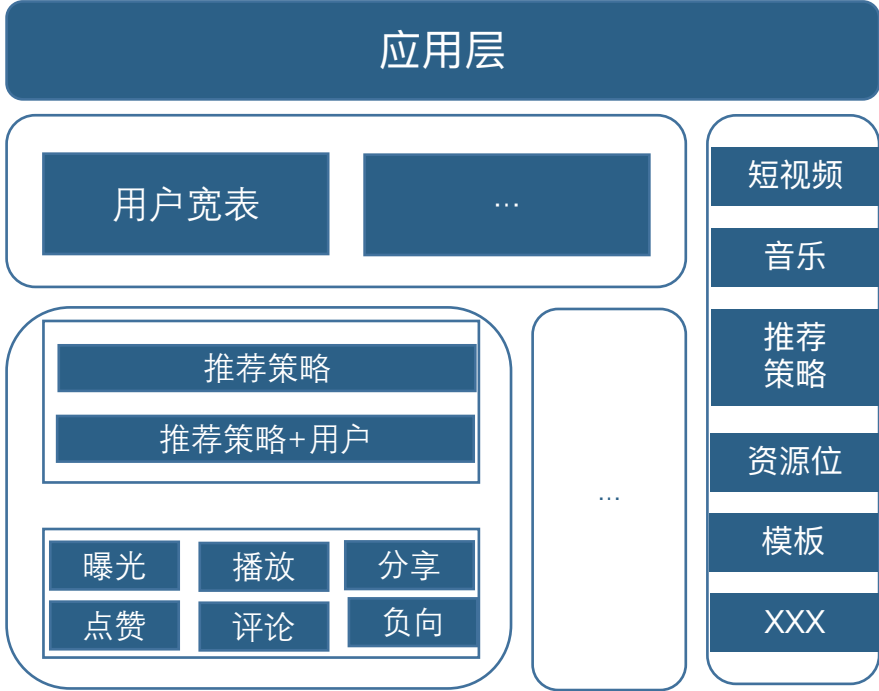 应用层
用户宽表
...
推荐策略
推荐策略+用户
曝光
播放
分享
点赞
评论
负向
...
短视频
音乐
推荐
策略
资源位
模板
XXX